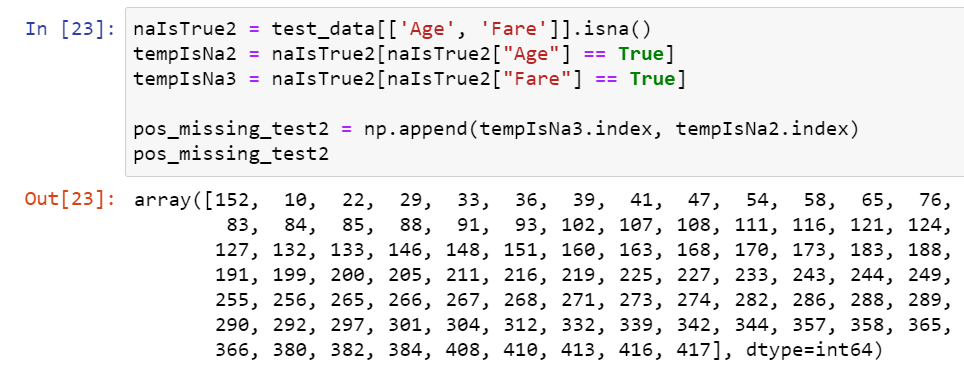 In [23]: naIsTrue2 = test_data[['Age', 'Fare']].isna()
tempIsNa2 = naIsTrue2[naIsTrue2["Age"] == True]
tempIsNa3 = naIsTrue2[naIsTrue2["Fare"] == True]
pos_missing_test2 = np.append(tempIsNa3.index, tempIsNa2.index)
pos_missing_test2
Out[23]: array([152, 10, 22, 29, 33, 36, 39, 41, 47, 54, 58, 65, 76,
83, 84, 85, 88, 91, 93, 102, 107, 108, 111, 116, 121, 124,
127, 132, 133, 146, 148, 151, 160, 163, 168, 170, 173, 183, 188,
191, 199, 200, 205, 211, 216, 219, 225, 227, 233, 243, 244, 249,
255, 256, 265, 266, 267, 268, 271, 273, 274, 282, 286, 288, 289,
290, 292, 297, 301, 304, 312, 332, 339, 342, 344, 357, 358, 365,
366, 380, 382, 384, 408, 410, 413, 416, 417], dtype=int64)